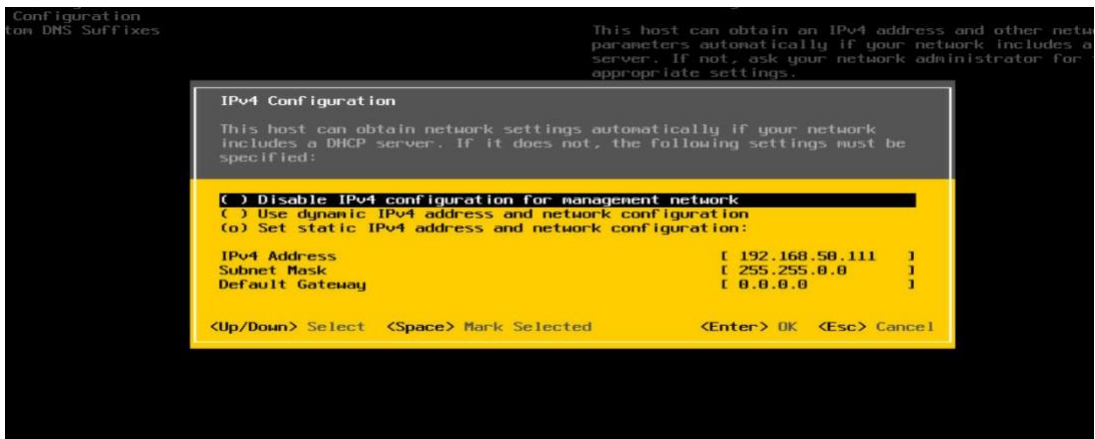 Configuration
tom DNS Suffixes
This host can obtain an IPv4 address and other netw
parameters automatically if your network includes a
server. If not, ask your network administrator for
appropriate settings.
IPv4 Configuration
This host can obtain network settings automatically if your network
includes a DHCP server. If it does not, the following settings must be
specified:
( ) Disable IPv4 configuration for management network
( ) Use dynamic IPv4 address and network configuration
(o) Set static IPv4 address and network configuration:
IPv4 Address [ 192.168.50.111 ]
Subnet Mask [ 255.255.0.0 ]
Default Gateway [ 0.0.0.0 ]
<Up/Down> Select <Space> Mark Selected <Enter> OK <Esc> Cancel